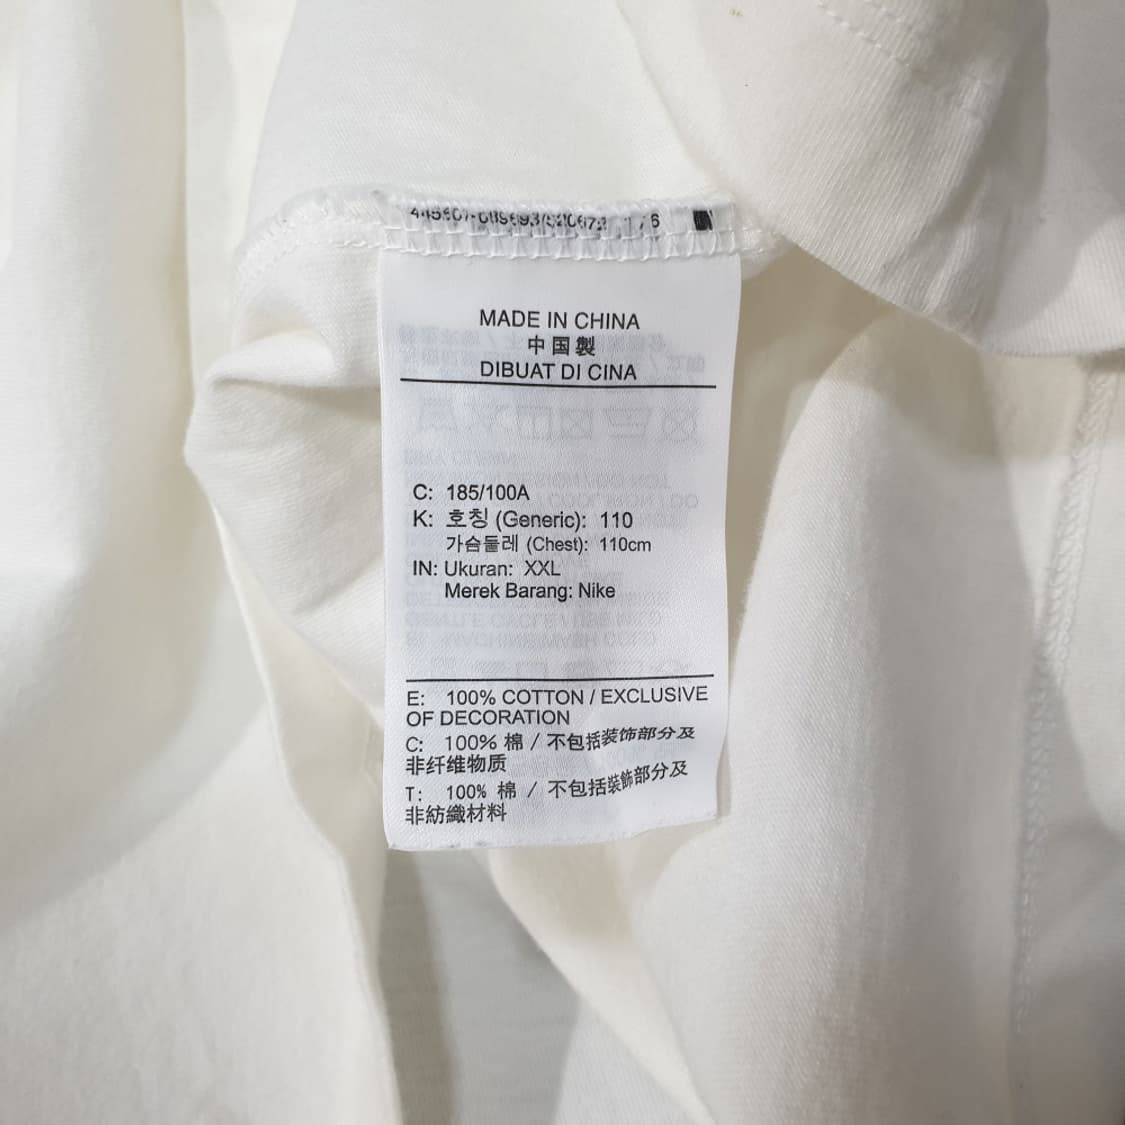 MADE IN CHINA
中国製
DIBUAT DI CINA
C: 185/100A
K: 호칭 (Generic): 110
가슴둘레 (Chest): 110cm
IN: Ukuran: XXL
Merek Barang: Nike
E: 100% COTTON / EXCLUSIVE
OF DECORATION
C: 100% 棉 / 不包括装饰部分及
非纤维物质
T: 100% 棉 / 不包括裝飾部分及
非紡織材料